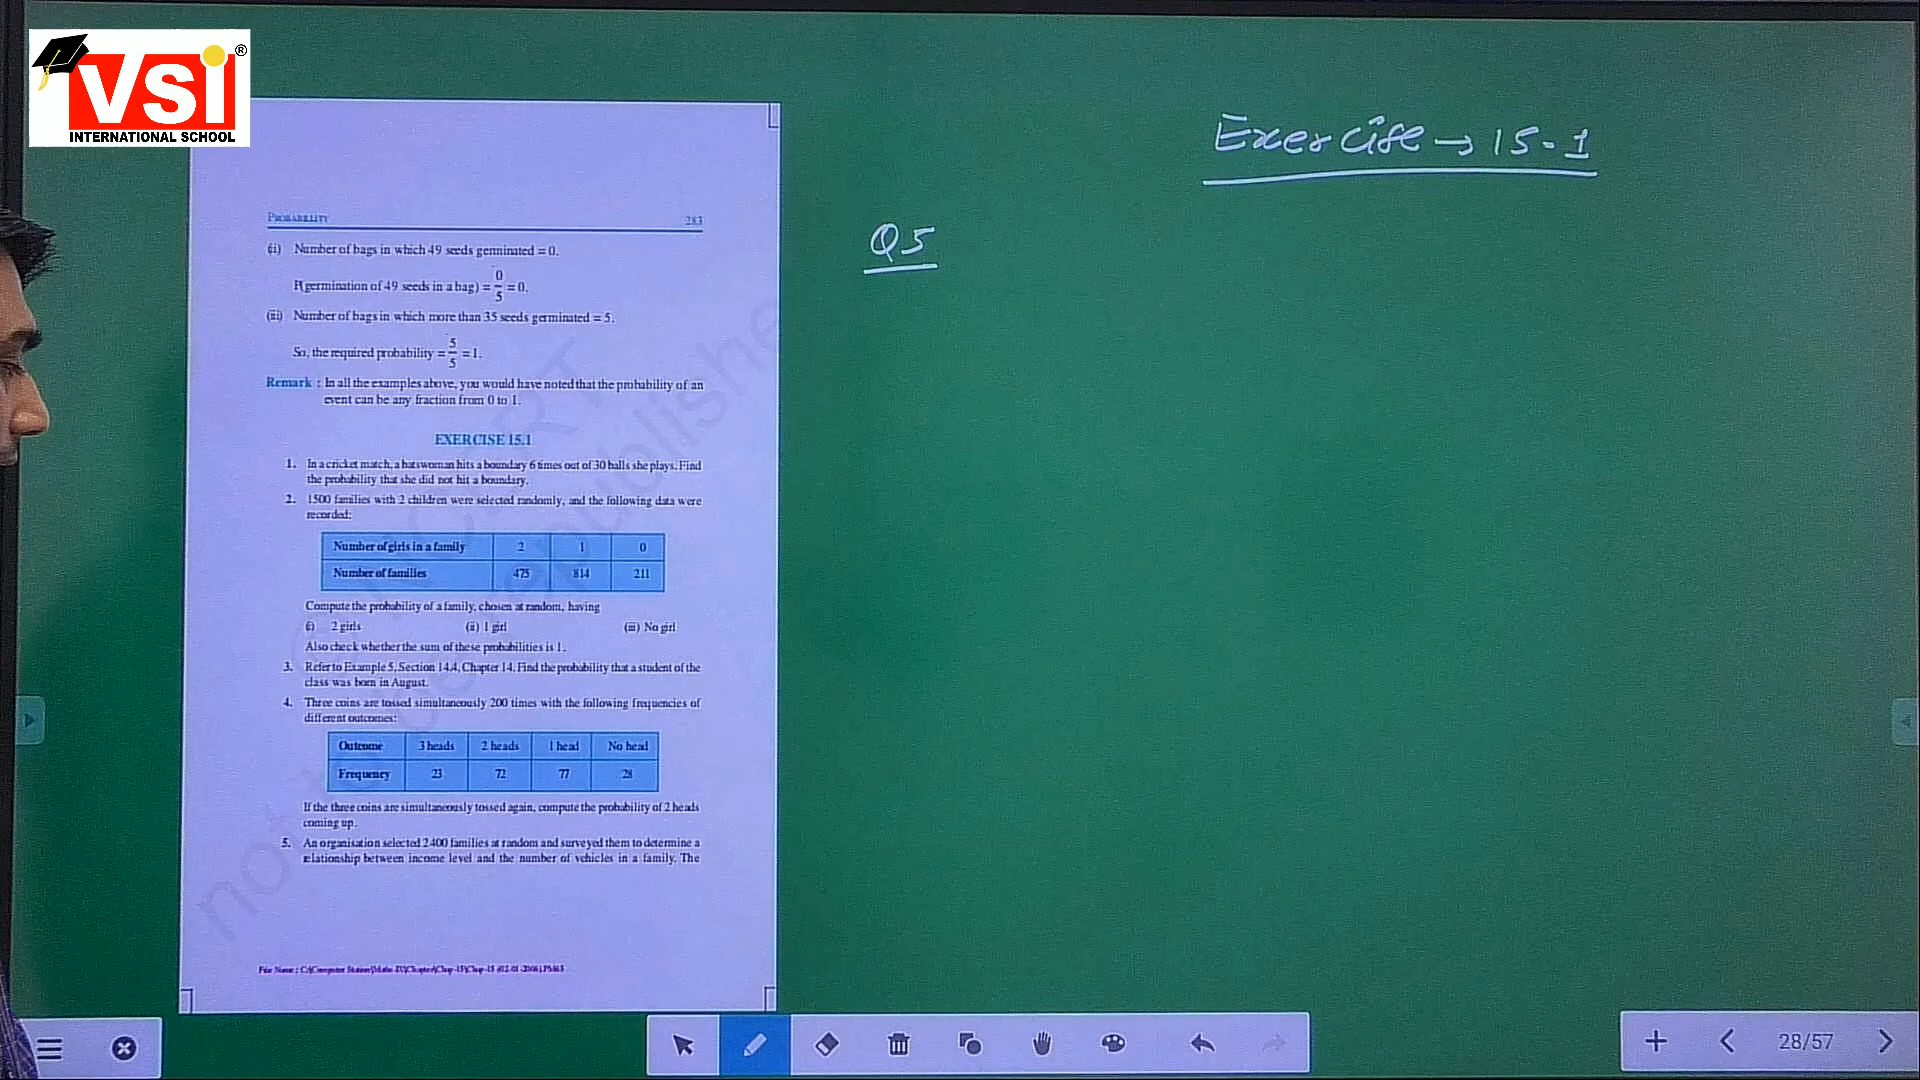 VSI ®
INTERNATIONAL SCHOOL
Exercise → 15-1
Q5
PROBABILITY 283
(ii) Number of bags in which 49 seeds germinated = 0.
P(germination of 49 seeds in a bag) = 0/5 = 0.
(iii) Number of bags in which more than 35 seeds germinated = 5.
So, the required probability = 5/5 = 1.
Remark : In all the examples above, you would have noted that the probability of an
event can be any fraction from 0 to 1.
EXERCISE 15.1
1. In a cricket match, a batswoman hits a boundary 6 times out of 30 balls she plays. Find
the probability that she did not hit a boundary.
2. 1500 families with 2 children were selected randomly, and the following data were
recorded:
Number of girls in a family 2 1 0
Number of families 475 814 211
Compute the probability of a family, chosen at random, having
(i) 2 girls (ii) 1 girl (iii) No girl
Also check whether the sum of these probabilities is 1.
3. Refer to Example 5, Section 14.4, Chapter 14. Find the probability that a student of the
class was born in August.
4. Three coins are tossed simultaneously 200 times with the following frequencies of
different outcomes:
Outcome 3 heads 2 heads 1 head No head
Frequency 23 72 77 28
If the three coins are simultaneously tossed again, compute the probability of 2 heads
coming up.
5. An organisation selected 2400 families at random and surveyed them to determine a
relationship between income level and the number of vehicles in a family. The
28/57